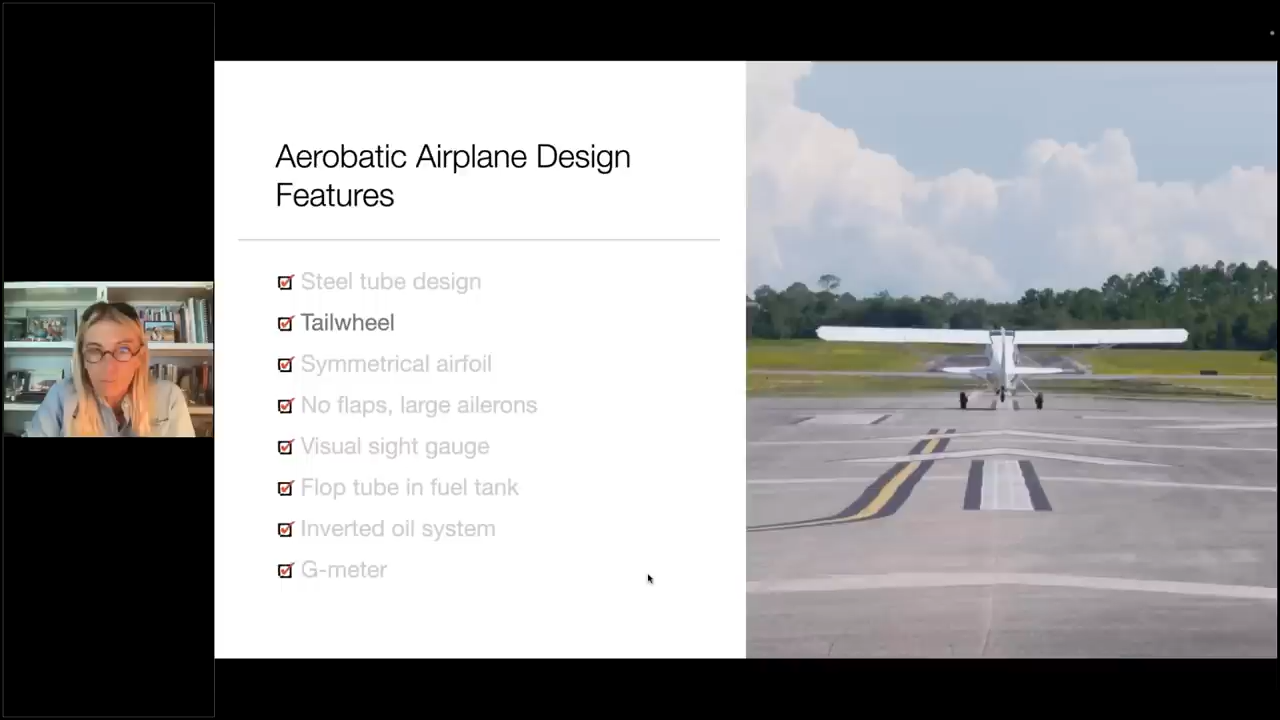 Aerobatic Airplane Design
Features
Steel tube design
Tailwheel
Symmetrical airfoil
No flaps, large ailerons
Visual sight gauge
Flop tube in fuel tank
Inverted oil system
G-meter